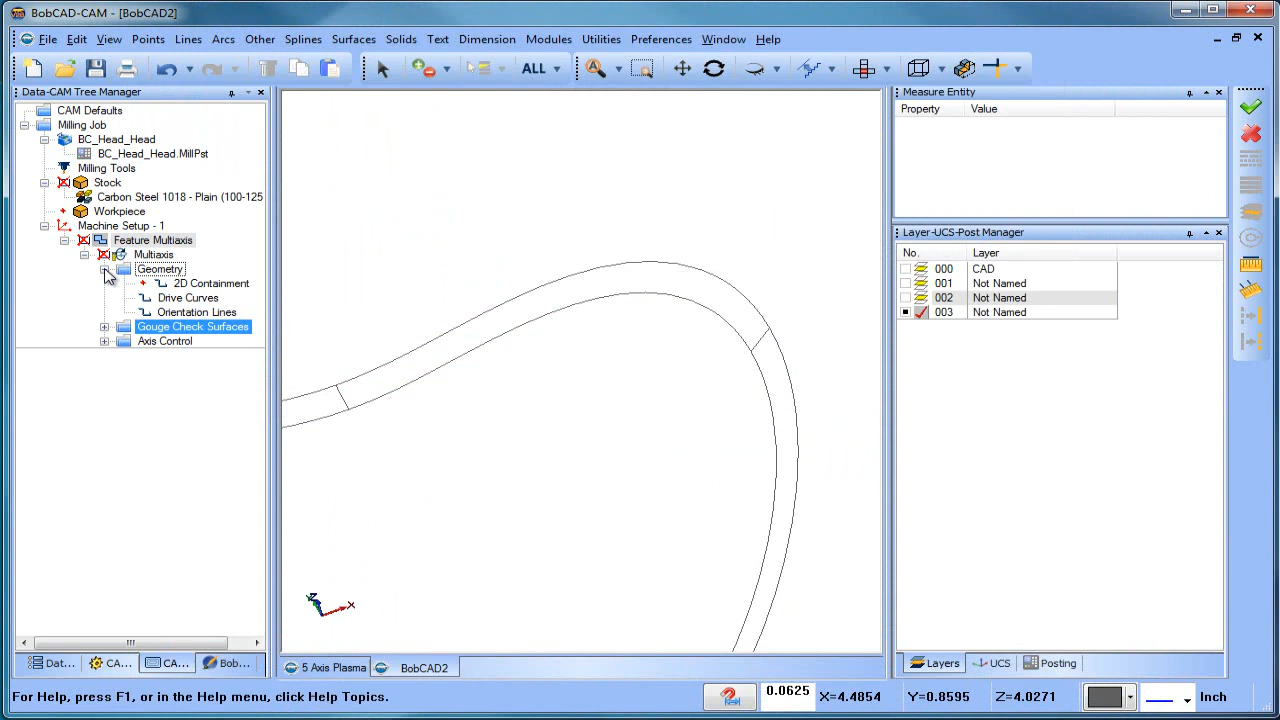 BobCAD-CAM - [BobCAD2]
File Edit View Points Lines Arcs Other Splines Surfaces Solids Text Dimension Modules Utilities Preferences Window Help
ALL
Data-CAM Tree Manager
CAM Defaults
Milling Job
BC_Head_Head
BC_Head_Head.MillPst
Milling Tools
Stock
Carbon Steel 1018 - Plain (100-125
Workpiece
Machine Setup - 1
Feature Multiaxis
Multiaxis
Geometry
2D Containment
Drive Curves
Orientation Lines
Gouge Check Surfaces
Axis Control
Dat... CA... CA... Bob...
Z
Y
X
5 Axis Plasma BobCAD2
Measure Entity
Property Value
Layer-UCS-Post Manager
No. Layer
000 CAD
001 Not Named
002 Not Named
003 Not Named
Layers UCS Posting
For Help, press F1, or in the Help menu, click Help Topics. 0.0625 X=4.4854 Y=0.8595 Z=4.0271 Inch